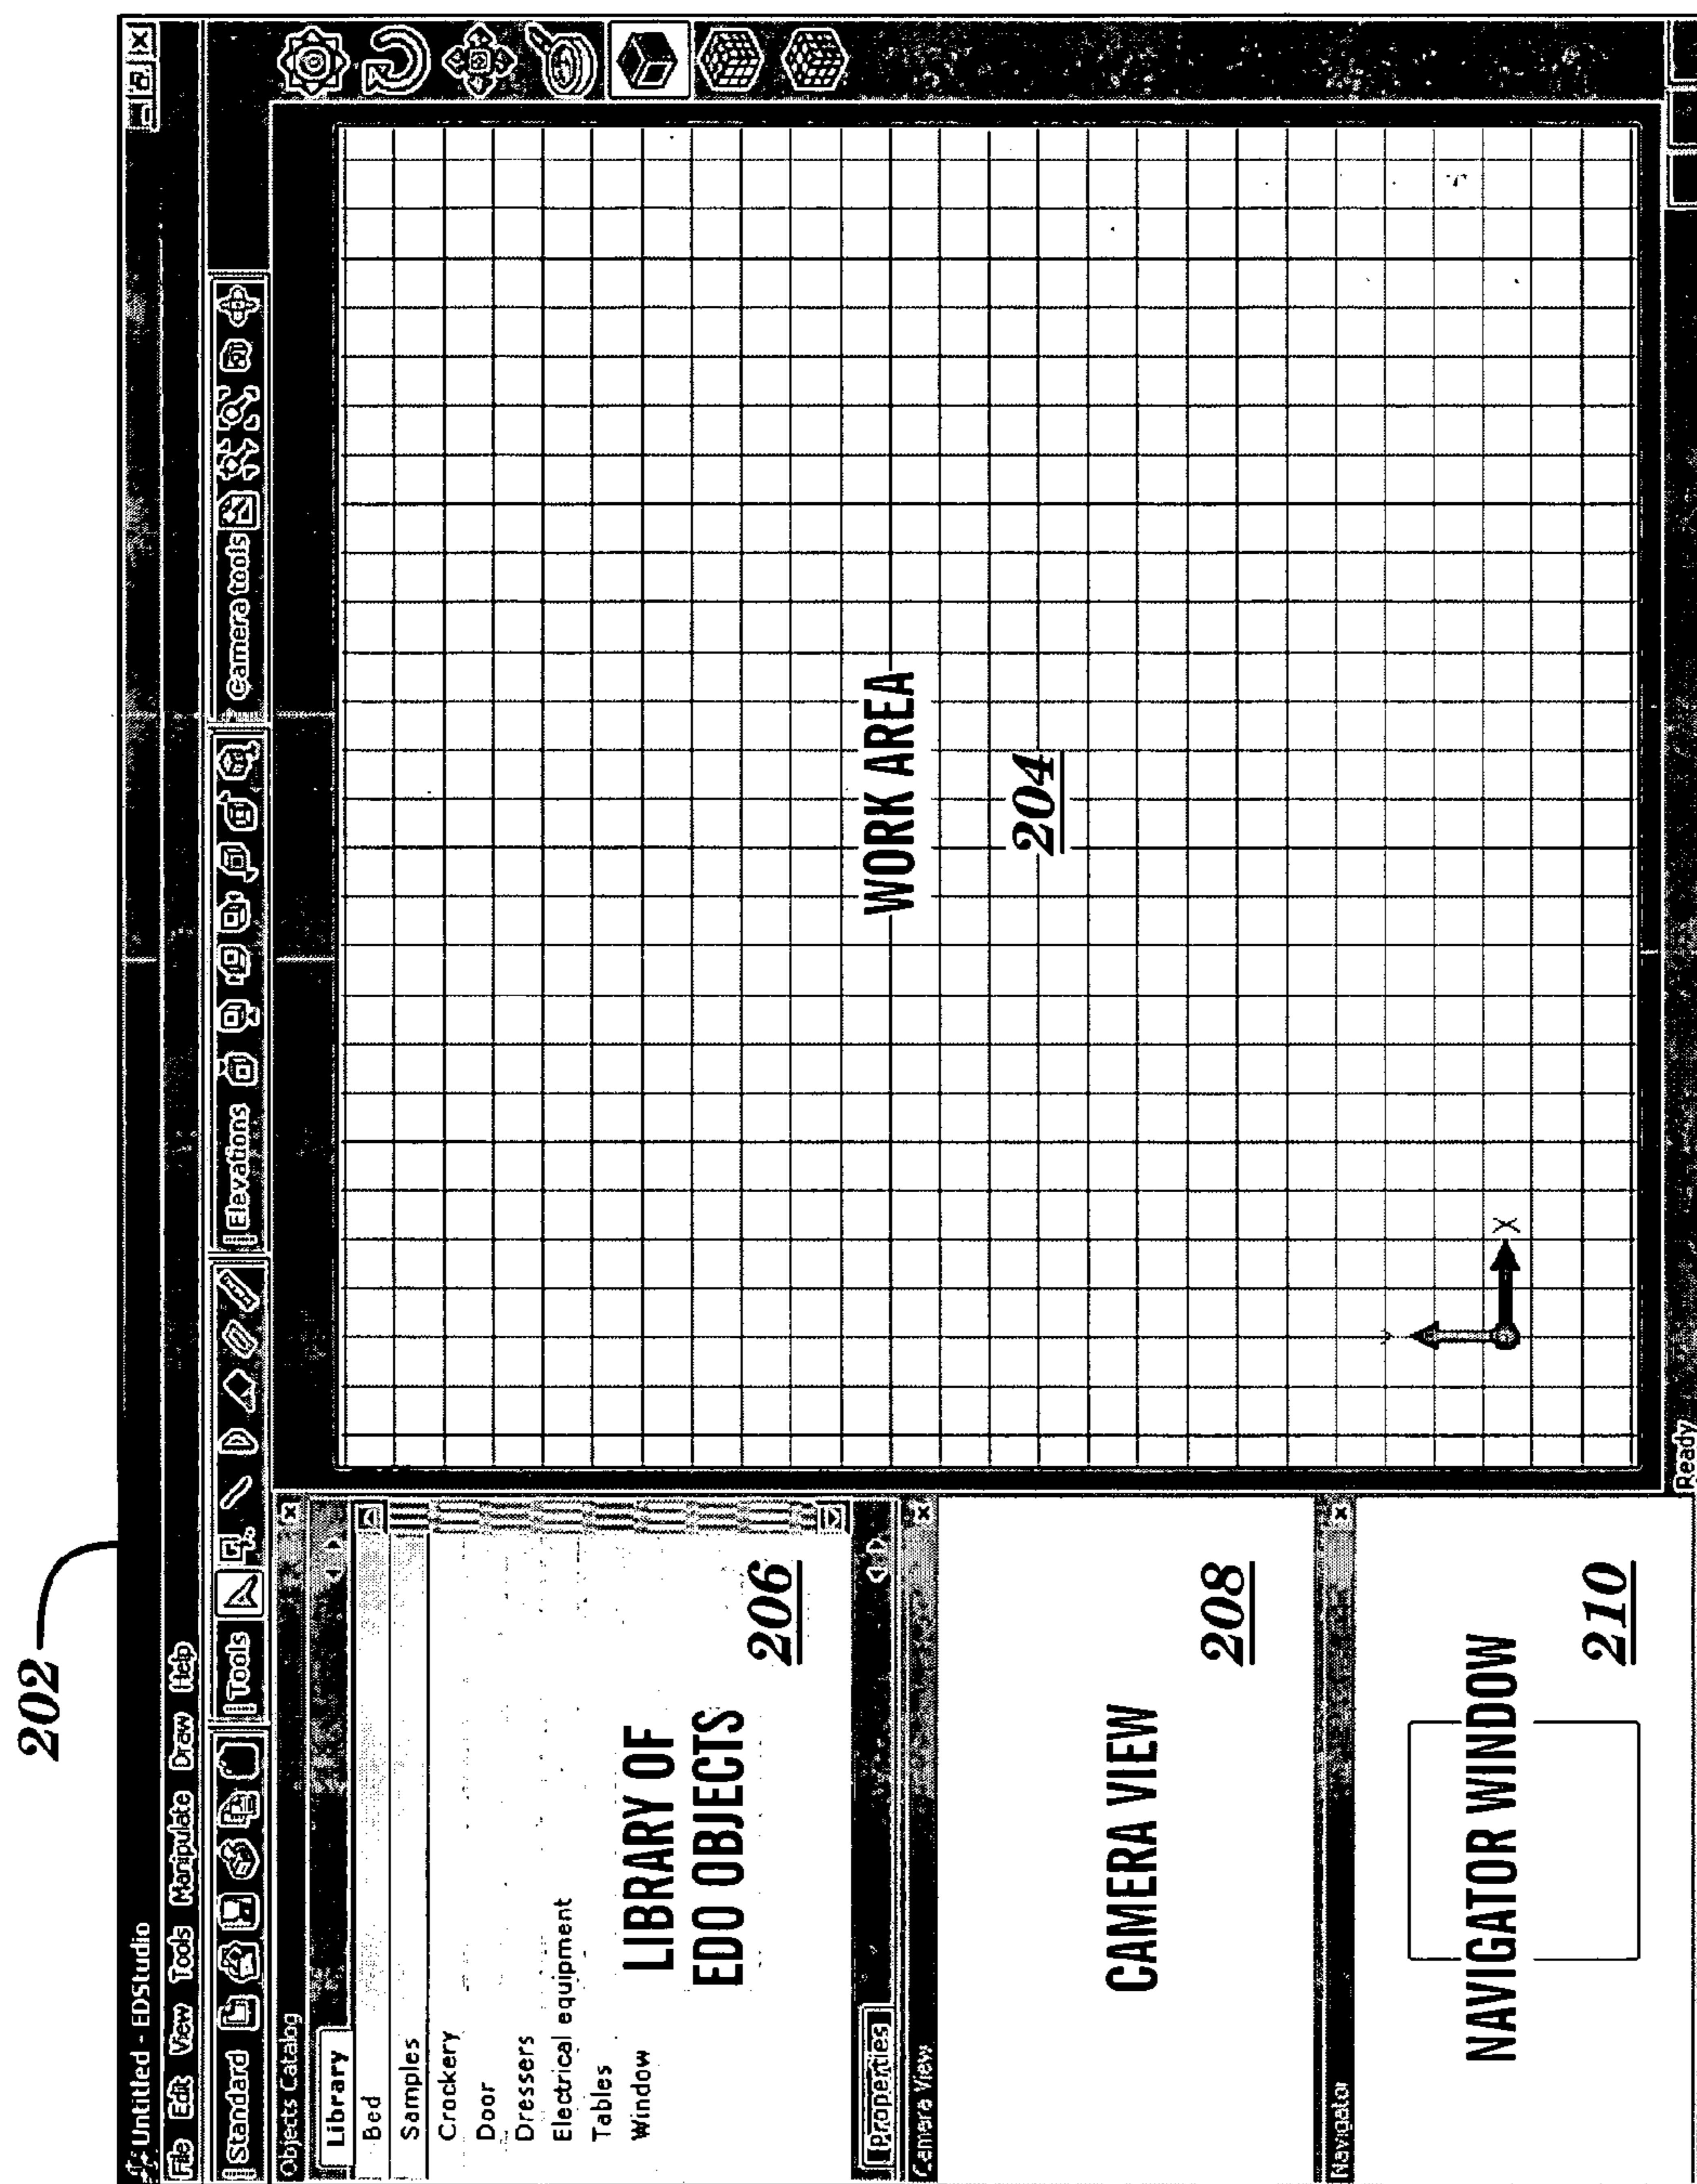 202
Untitled - EDStudio
File Edit View Tools Manipulate Draw Help
Standard Tools Elevations Camera tools
Objects Catalog
Library
Bed
Samples
Crockery
Door
Dressers
Electrical equipment
Tables
Window
LIBRARY OF
EDO OBJECTS
206
Properties
Camera View
CAMERA VIEW
208
Navigator
NAVIGATOR WINDOW
210
WORK AREA
204
X
Ready